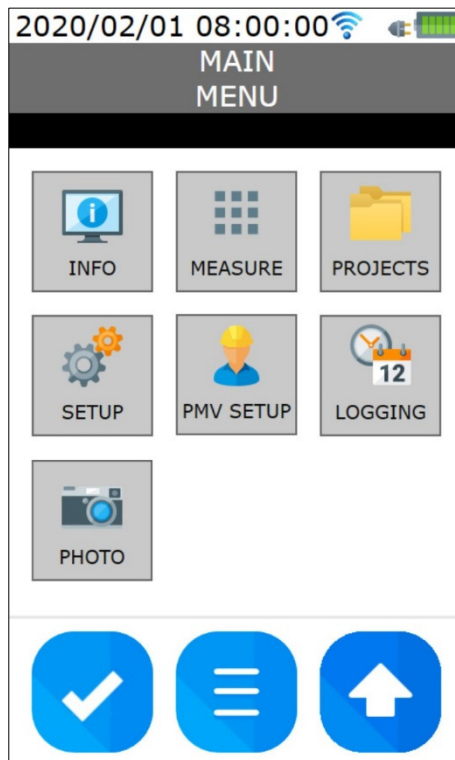 2020/02/01 08:00:00
MAIN
MENU
INFO
MEASURE
PROJECTS
SETUP
PMV SETUP
12
LOGGING
PHOTO